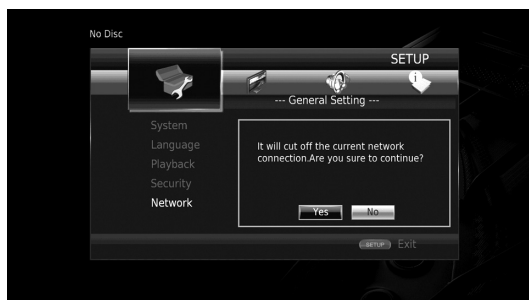 No Disc
SETUP
--- General Setting ---
System
Language
Playback
Security
Network
It will cut off the current network
connection.Are you sure to continue?
Yes No
SETUP Exit